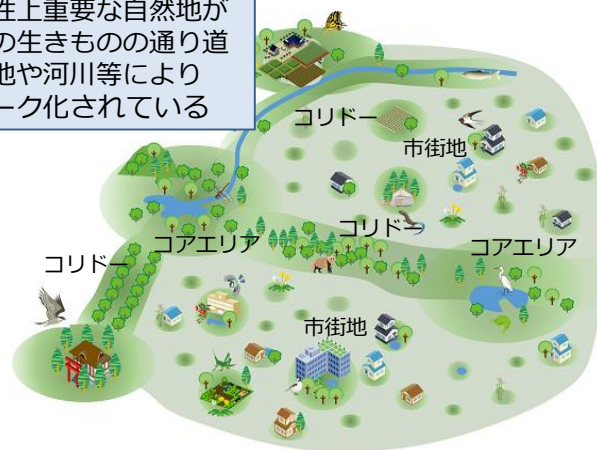 性上重要な自然地が
の生きものの通り道
地や河川等により
ーク化されている
コリドー
市街地
コリドー
コアエリア
コアエリア
コリドー
市街地